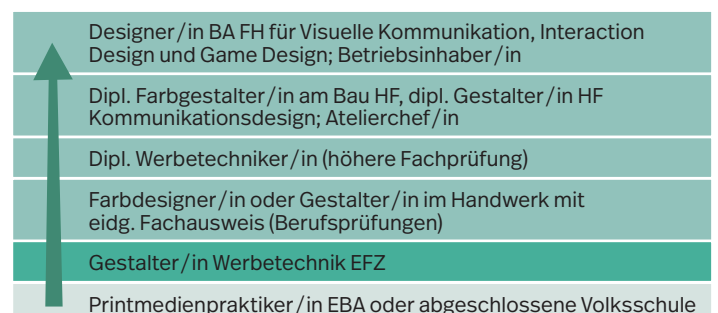 Designer/in BA FH für Visuelle Kommunikation, Interaction
Design und Game Design; Betriebsinhaber/in
Dipl. Farbgestalter/in am Bau HF, dipl. Gestalter/in HF
Kommunikationsdesign; Atelierchef/in
Dipl. Werbetechniker/in (höhere Fachprüfung)
Farbdesigner/in oder Gestalter/in im Handwerk mit
eidg. Fachausweis (Berufsprüfungen)
Gestalter/in Werbetechnik EFZ
Printmedienpraktiker/in EBA oder abgeschlossene Volksschule